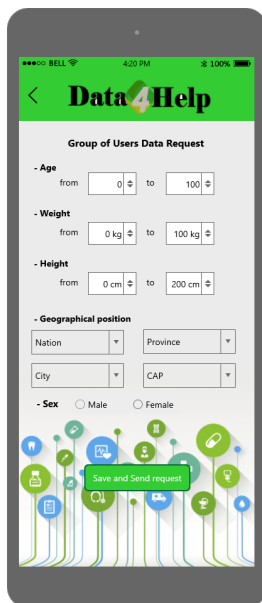 BELL 4:20 PM 100%
Data4Help
Group of Users Data Request
- Age
from 0 to 100
- Weight
from 0 kg to 100 kg
- Height
from 0 cm to 200 cm
- Geographical position
Nation Province
City CAP
- Sex Male Female
Save and Send request